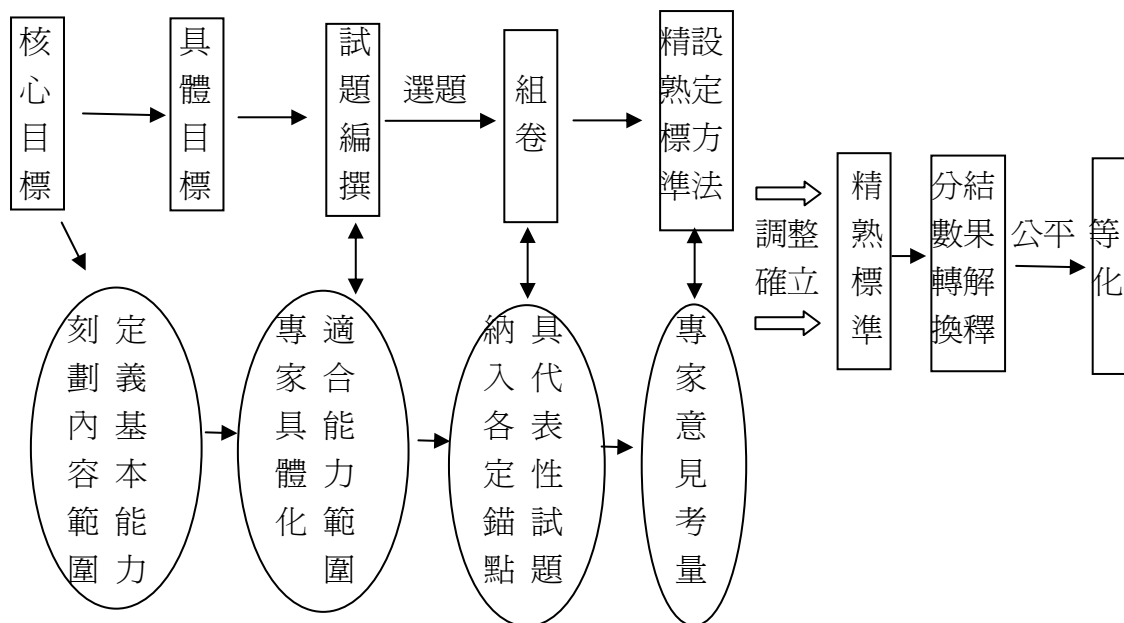 核心目標
具體目標
試題編撰
選題
組卷
精熟標準
設定方法
調整
確立
精熟標準
分數轉換
結果解釋
公平
等化
刻劃內容範圍
定義基本能力
專家具體化
適合能力範圍
納入各定錨點
具代表性試題
專家意見考量